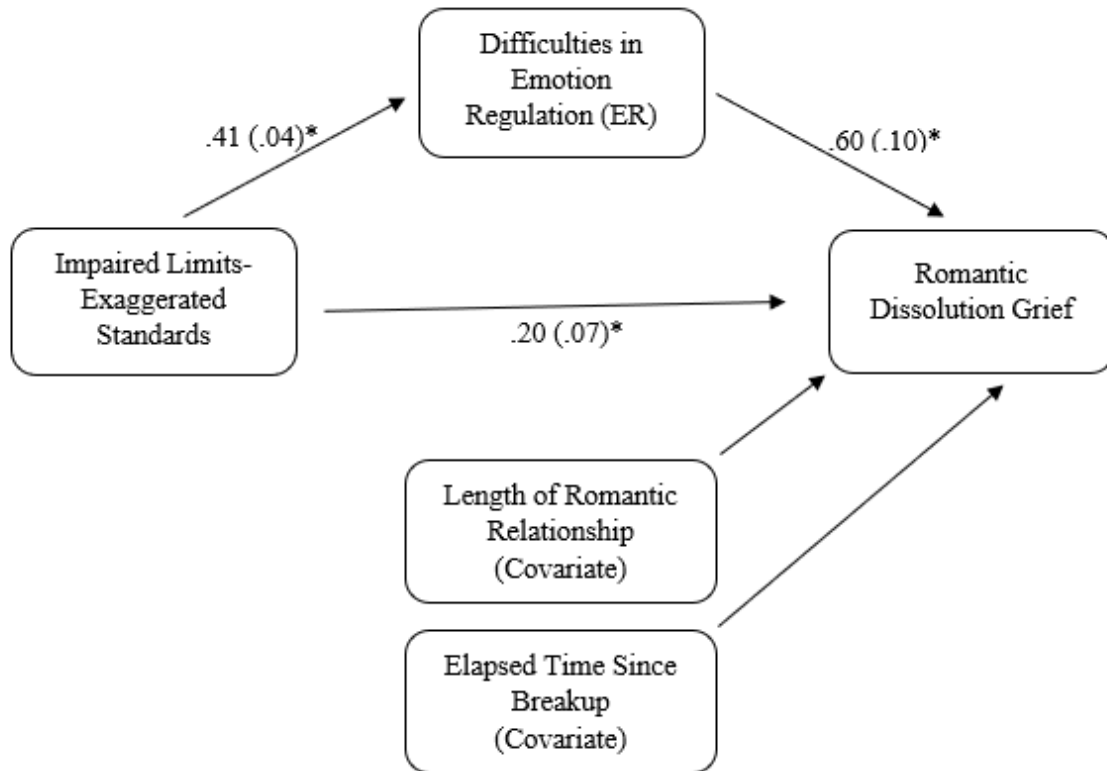 Difficulties in
Emotion
Regulation (ER)
.41 (.04)*
.60 (.10)*
Impaired Limits-
Exaggerated
Standards
Romantic
Dissolution Grief
.20 (.07)*
Length of Romantic
Relationship
(Covariate)
Elapsed Time Since
Breakup
(Covariate)